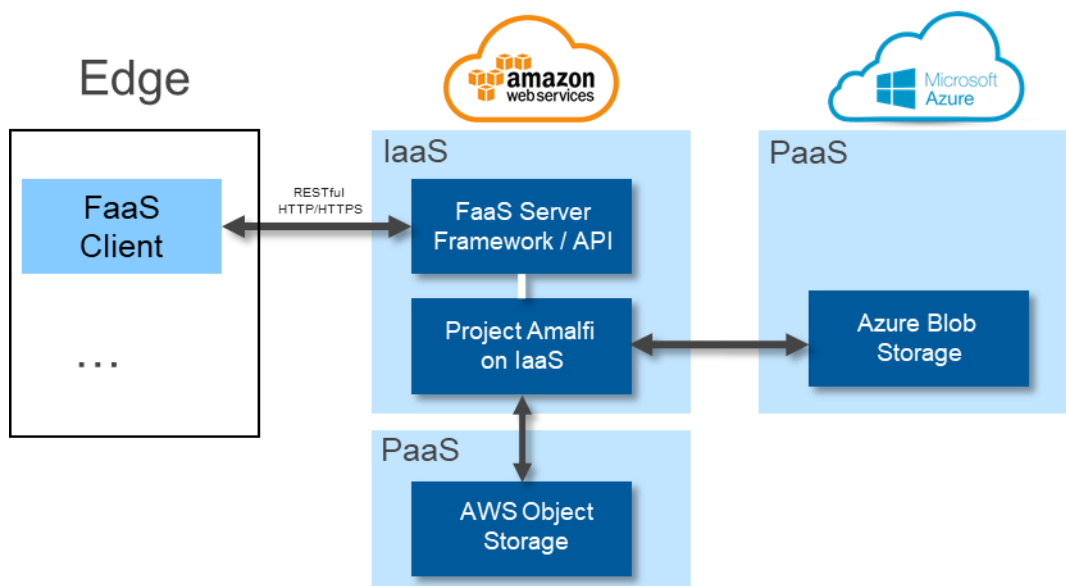 Edge
amazon
webservices
Microsoft
Azure
IaaS
PaaS
FaaS
Client
RESTful
HTTP/HTTPS
FaaS Server
Framework / API
...
Project Amalfi
on IaaS
Azure Blob
Storage
PaaS
AWS Object
Storage